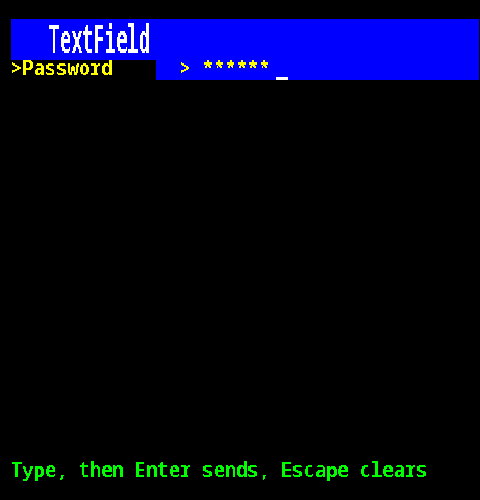 TextField
>Password > ******_
Type, then Enter sends, Escape clears